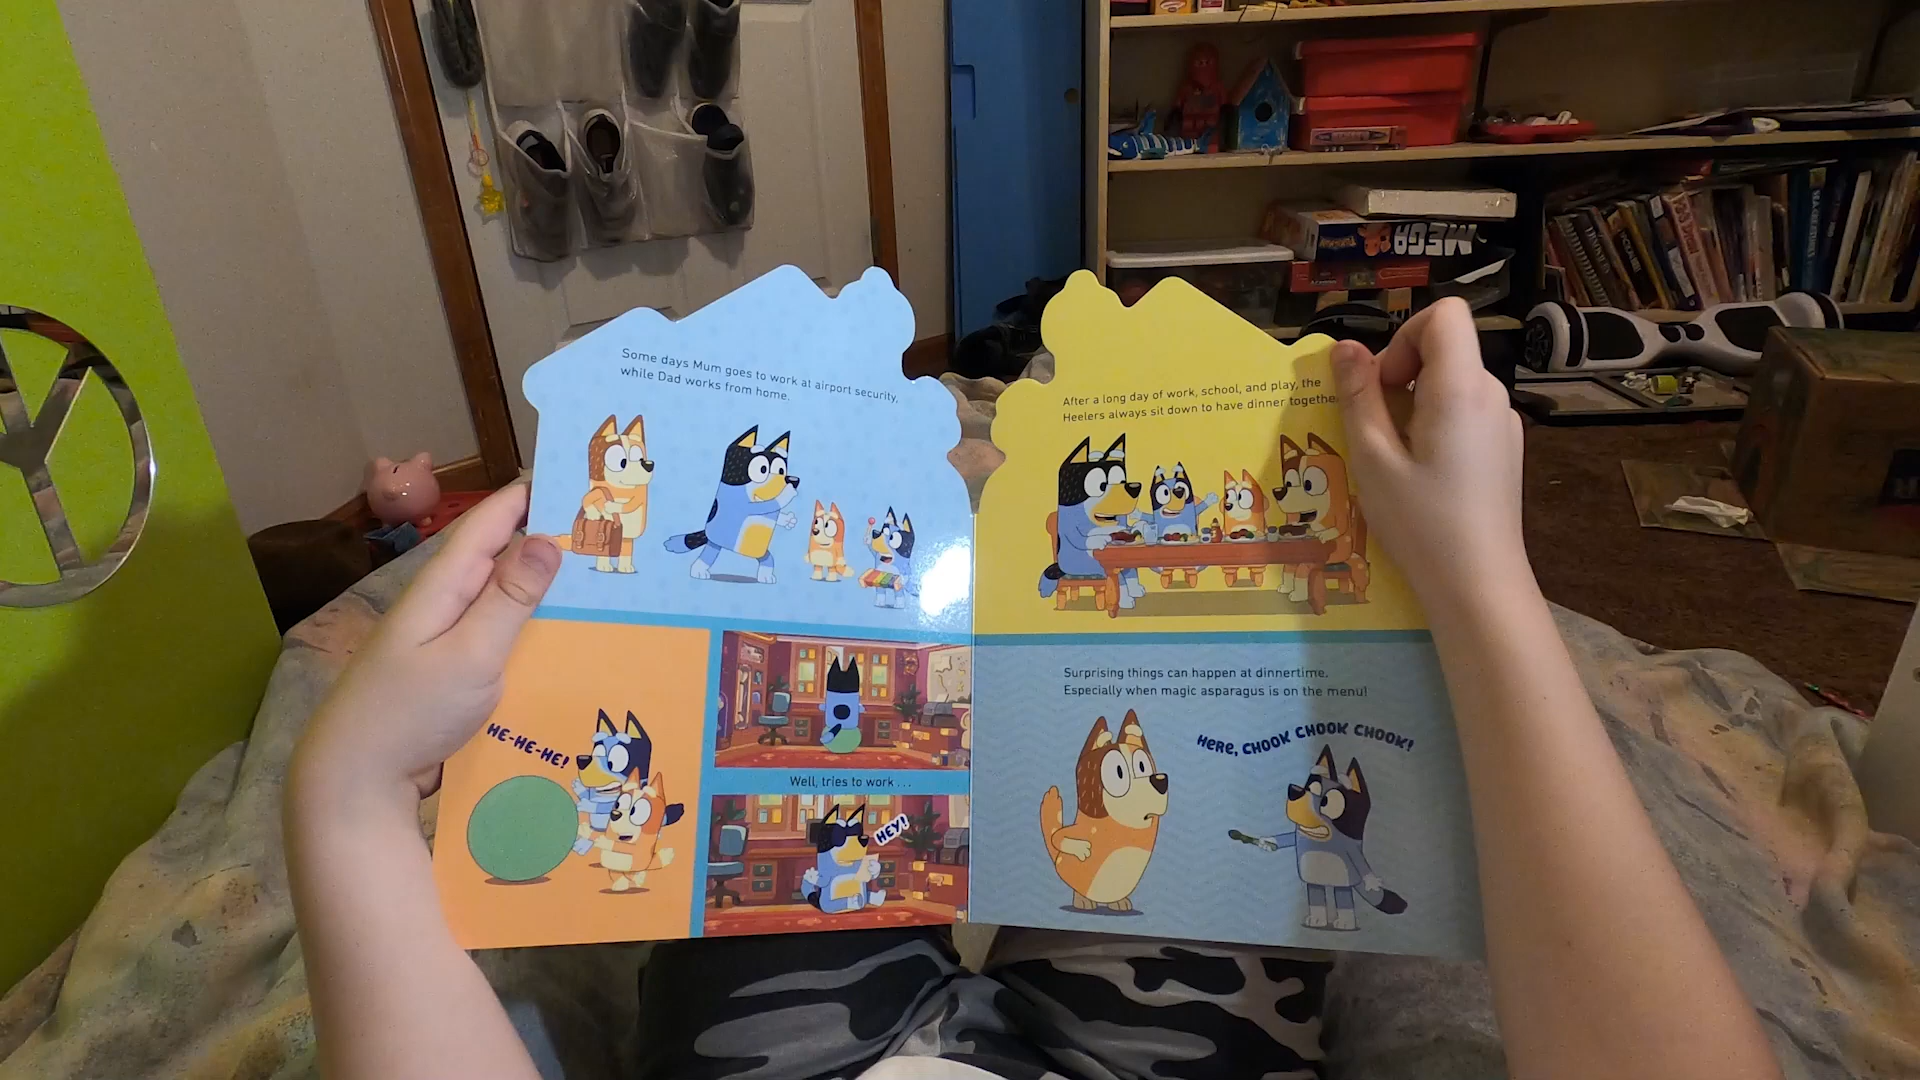 Some days Mum goes to work at airport security,
while Dad works from home.
HE-HE-HE!
Well, tries to work . . .
HEY!
After a long day of work, school, and play, the
Heelers always sit down to have dinner
Surprising things can happen at dinnertime.
Especially when magic asparagus is on the menu!
HERE, CHOOK CHOOK CHOOK!
MEGA